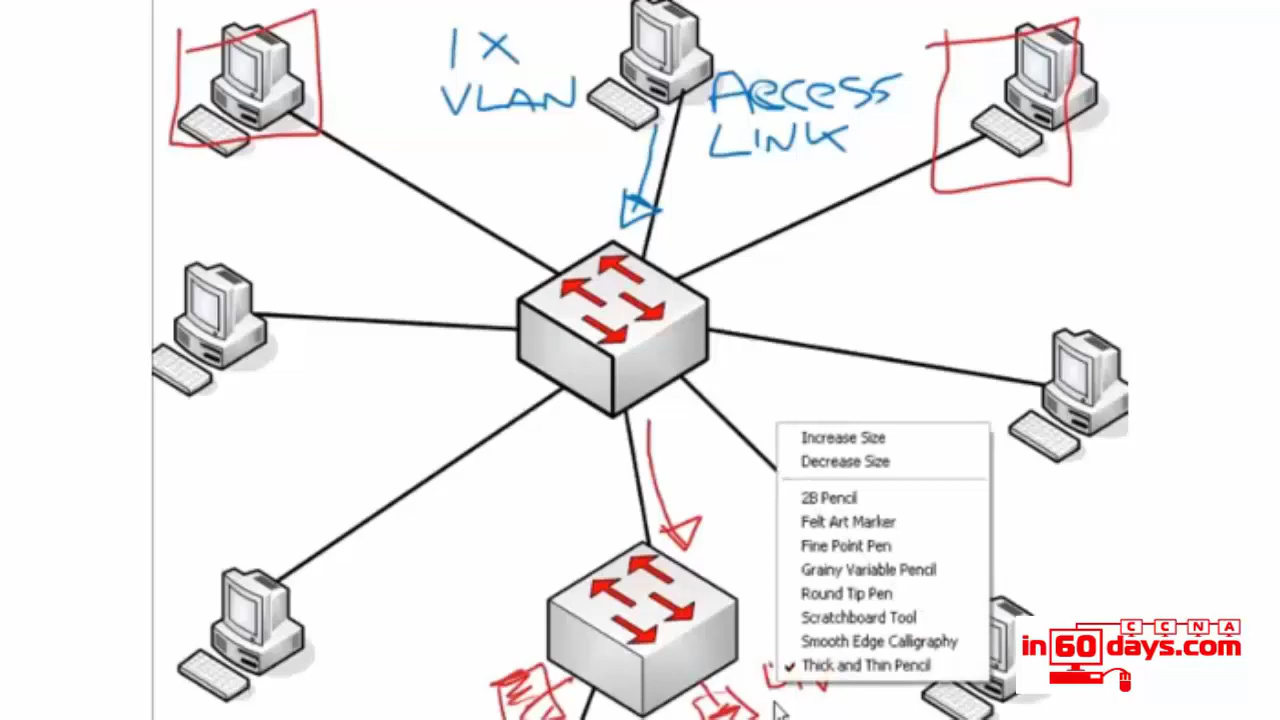 1 X
VLAN
Access
LINK
Increase Size
Decrease Size
2B Pencil
Felt Art Marker
Fine Point Pen
Grainy Variable Pencil
Round Tip Pen
Scratchboard Tool
Smooth Edge Calligraphy
Thick and Thin Pencil
CCNA
in60days.com